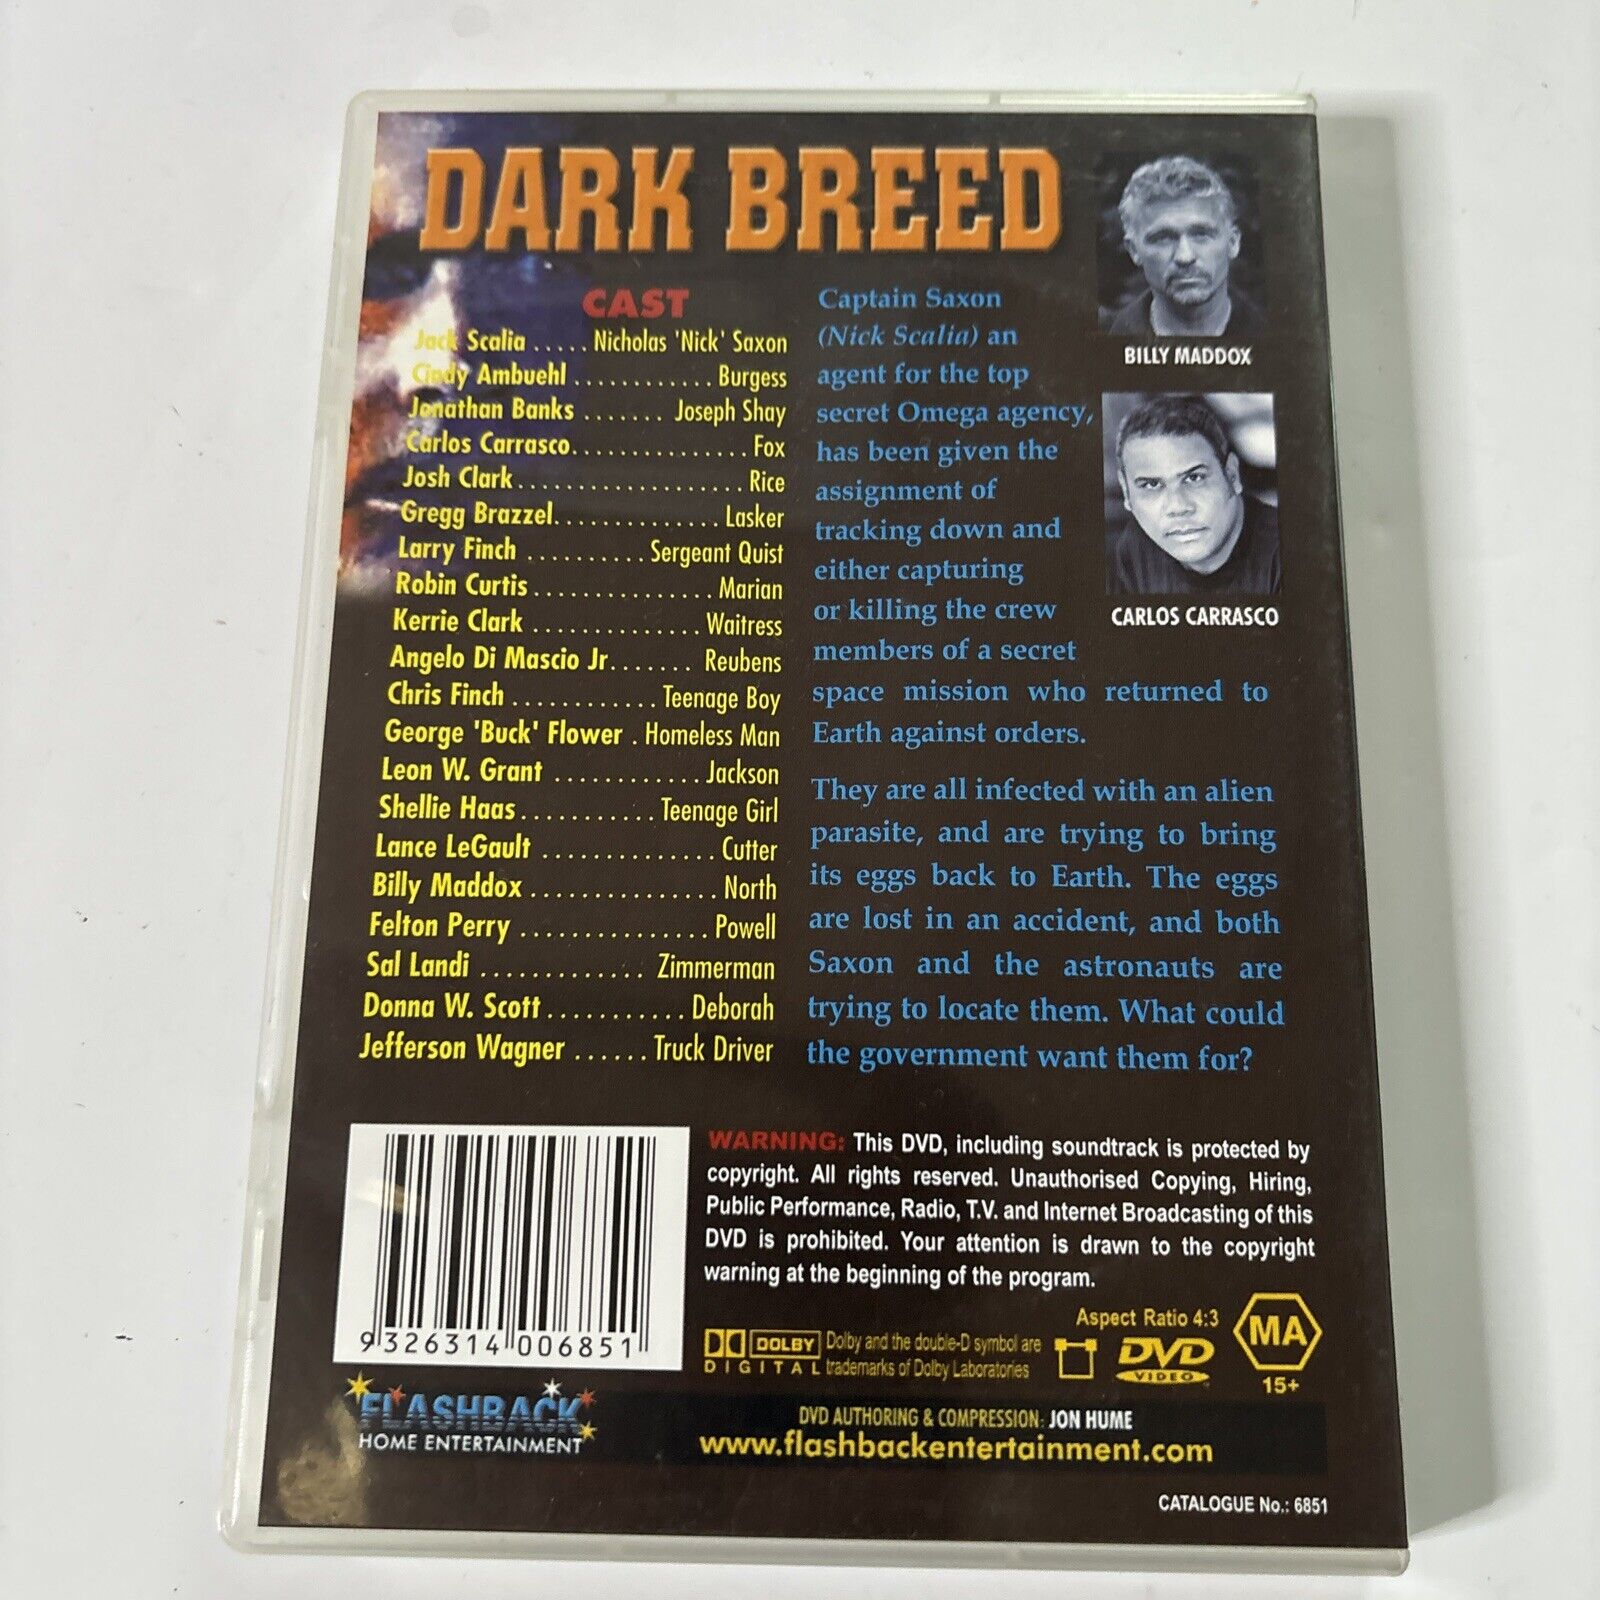 DARK BREED
CAST
Jack Scalia ..... Nicholas 'Nick' Saxon
Cindy Ambuehl ............ Burgess
Jonathan Banks ....... Joseph Shay
Carlos Carrasco............... Fox
Josh Clark................... Rice
Gregg Brazzel.............. Lasker
Larry Finch .......... Sergeant Quist
Robin Curtis............... Marian
Kerrie Clark ............... Waitress
Angelo Di Mascio Jr....... Reubens
Chris Finch ............ Teenage Boy
George 'Buck' Flower . Homeless Man
Leon W. Grant ............ Jackson
Shellie Haas........... Teenage Girl
Lance LeGault .............. Cutter
Billy Maddox ............... North
Felton Perry ............... Powell
Sal Landi ............. Zimmerman
Donna W. Scott ........... Deborah
Jefferson Wagner ...... Truck Driver
Captain Saxon
(Nick Scalia) an
agent for the top
secret Omega agency,
has been given the
assignment of
tracking down and
either capturing
or killing the crew
members of a secret
space mission who returned to
Earth against orders.
They are all infected with an alien
parasite, and are trying to bring
its eggs back to Earth. The eggs
are lost in an accident, and both
Saxon and the astronauts are
trying to locate them. What could
the government want them for?
BILLY MADDOX
CARLOS CARRASCO
WARNING: This DVD, including soundtrack is protected by
copyright. All rights reserved. Unauthorised Copying, Hiring,
Public Performance, Radio, T.V. and Internet Broadcasting of this
DVD is prohibited. Your attention is drawn to the copyright
warning at the beginning of the program.
9 326314 006851
DOLBY
DIGITAL
Dolby and the double-D symbol are
trademarks of Dolby Laboratories
Aspect Ratio 4:3
DVD
VIDEO
MA
15+
FLASHBACK
HOME ENTERTAINMENT
DVD AUTHORING & COMPRESSION: JON HUME
www.flashbackentertainment.com
CATALOGUE No.: 6851